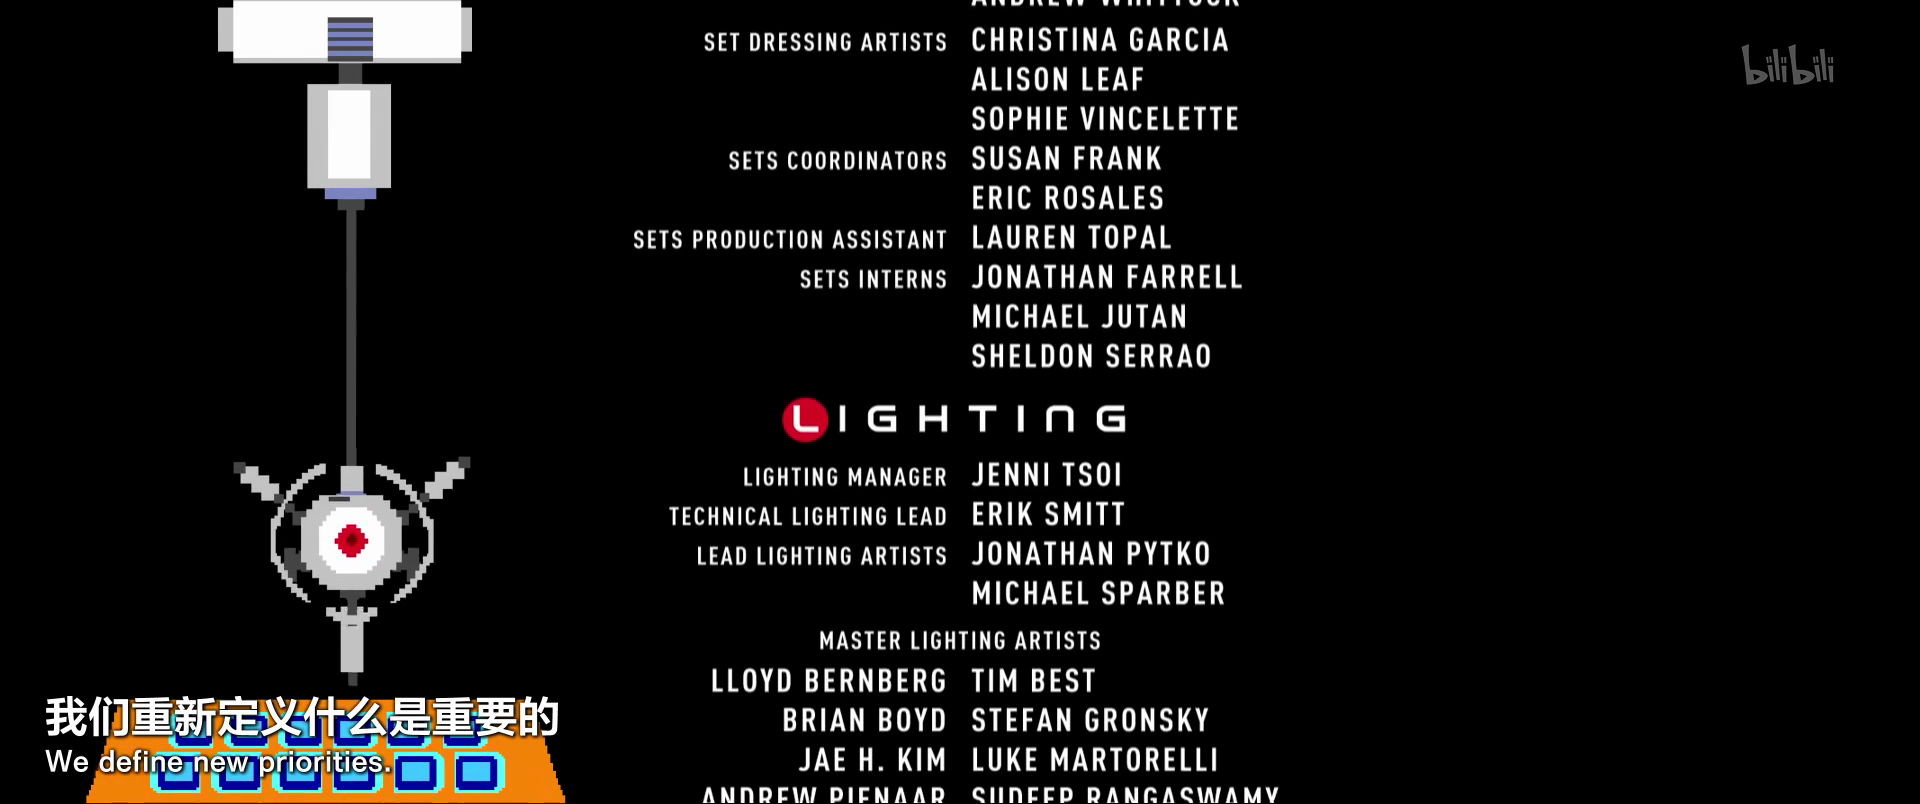 ANDREW WHITTOCK
SET DRESSING ARTISTS CHRISTINA GARCIA
ALISON LEAF
SOPHIE VINCELETTE
SETS COORDINATORS SUSAN FRANK
ERIC ROSALES
SETS PRODUCTION ASSISTANT LAUREN TOPAL
SETS INTERNS JONATHAN FARRELL
MICHAEL JUTAN
SHELDON SERRAO
LIGHTING
LIGHTING MANAGER JENNI TSOI
TECHNICAL LIGHTING LEAD ERIK SMITT
LEAD LIGHTING ARTISTS JONATHAN PYTKO
MICHAEL SPARBER
MASTER LIGHTING ARTISTS
LLOYD BERNBERG TIM BEST
BRIAN BOYD STEFAN GRONSKY
JAE H. KIM LUKE MARTORELLI
ANDREW PIENAAR SUDEEP RANGASWAMY
bilibili
我们重新定义什么是重要的
We define new priorities.